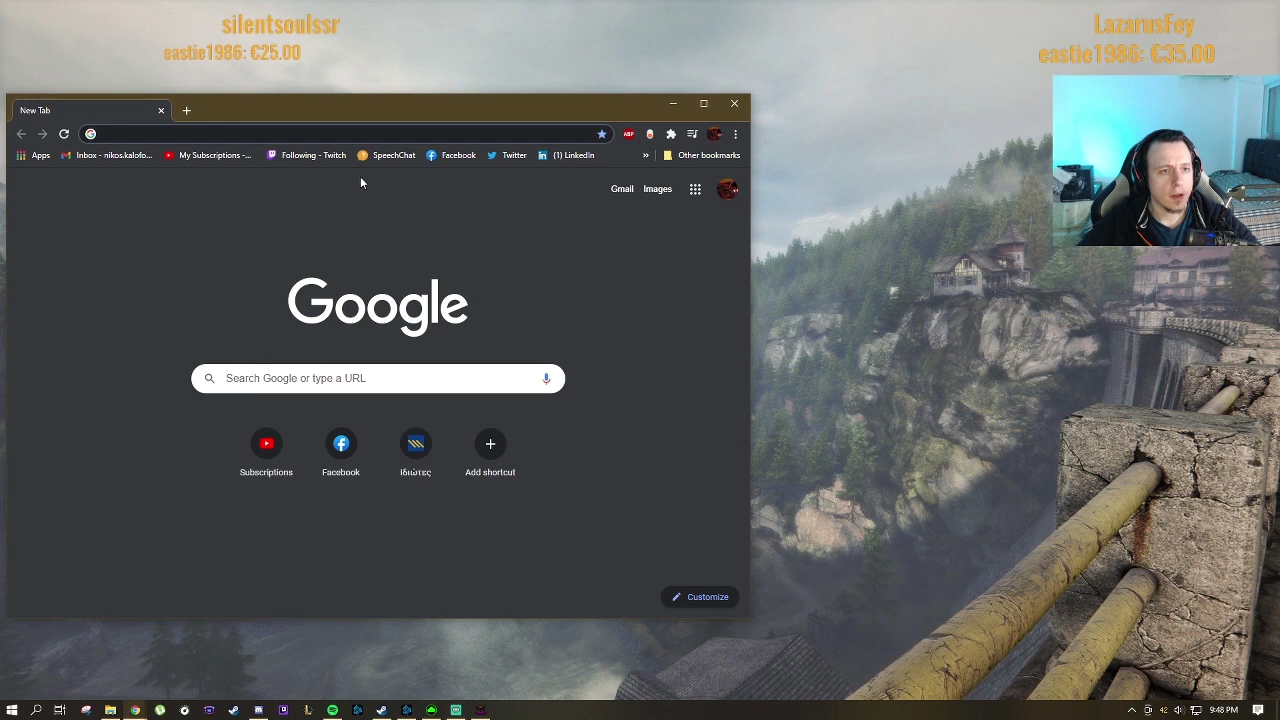 silentsoulssr
eastie1986: €25.00
LazarusFey
eastie1986: €35.00
New Tab
ABP
Apps
Inbox - nikos.kalofo...
My Subscriptions -...
Following - Twitch
SpeechChat
Facebook
Twitter
(1) LinkedIn
»
Other bookmarks
Gmail
Images
Google
Search Google or type a URL
Subscriptions
Facebook
Ιδιώτες
Add shortcut
Customize
42
9:48 PM